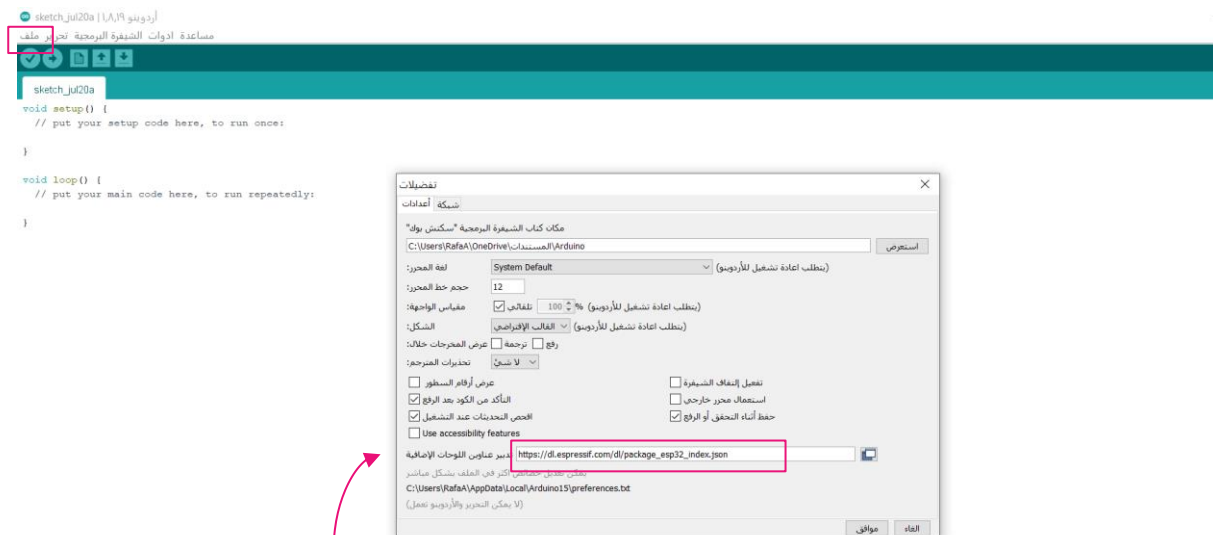 sketch_jul20a | أردوينو ١,٨,١٩
ملف تحرير الشيفرة البرمجية ادوات مساعدة
sketch_jul20a
void setup() {
// put your setup code here, to run once:
}
void loop() {
// put your main code here, to run repeatedly:
}
تفضيلات
أعدادات شبكة
مكان كتاب الشيفرة البرمجية "سكتش بوك"
C:\Users\RafaA\OneDrive\المستندات\Arduino استعرض
لغة المحرر: System Default (يتطلب اعادة تشغيل للأردوينو)
حجم خط المحرر: 12
مقياس الواجهة: تلقائي 100 % (يتطلب اعادة تشغيل للأردوينو)
الشكل: القالب الإفتراضي (يتطلب اعادة تشغيل للأردوينو)
عرض المخرجات خلال: ترجمة رفع
تحذيرات المترجم: لا شيئ
عرض أرقام السطور تفعيل إلتفاف الشيفرة
التأكد من الكود بعد الرفع استعمال محرر خارجي
افحص التحديثات عند التشغيل حفظ أثناء التحقق أو الرفع
Use accessibility features
مدير عناوين اللوحات الإضافية https://dl.espressif.com/dl/package_esp32_index.json
يمكن تعديل خصائص أكثر في الملف بشكل مباشر
C:\Users\RafaA\AppData\Local\Arduino15\preferences.txt
(لا يمكن التحرير والأردوينو تعمل)
موافق الغاء